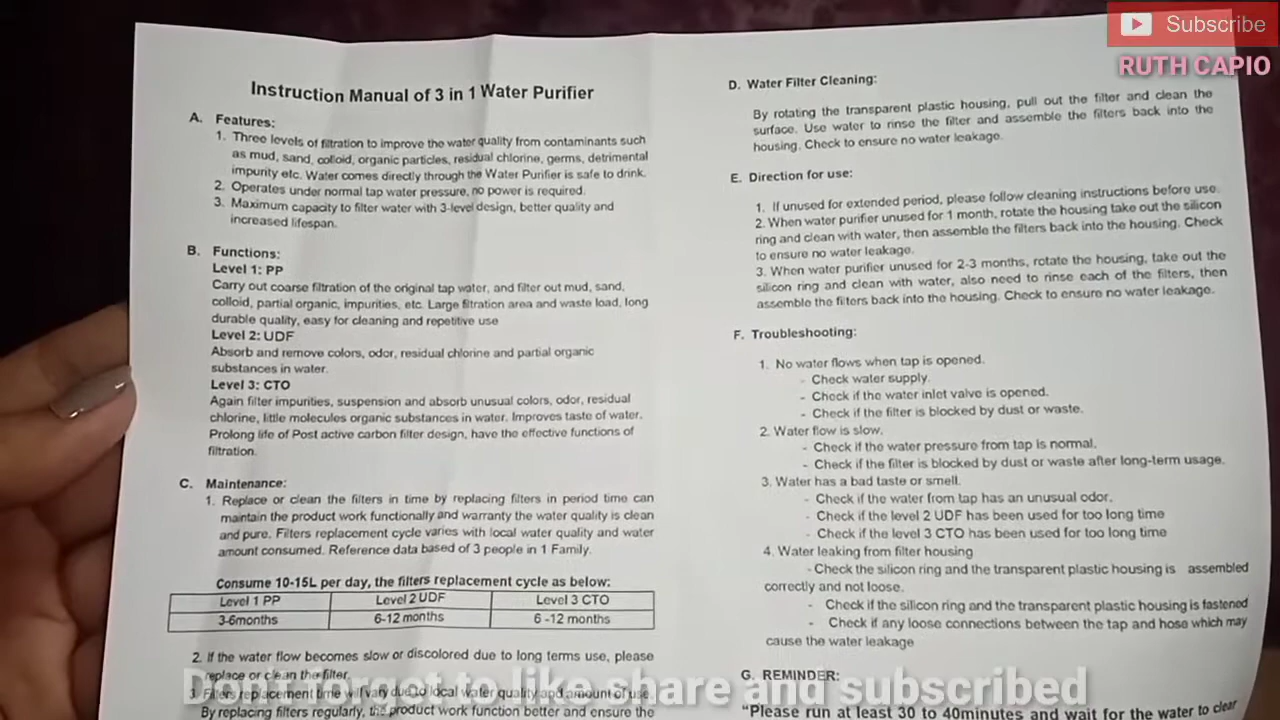 Subscribe
RUTH CAPIO
Instruction Manual of 3 in 1 Water Purifier
A. Features:
1. Three levels of filtration to improve the water quality from contaminants such
as mud, sand, colloid, organic particles, residual chlorine, germs, detrimental
impurity etc. Water comes directly through the Water Purifier is safe to drink.
2. Operates under normal tap water pressure, no power is required.
3. Maximum capacity to filter water with 3-level design, better quality and
increased lifespan.
B. Functions:
Level 1: PP
Carry out coarse filtration of the original tap water, and filter out mud, sand,
colloid, partial organic, impurities, etc. Large filtration area and waste load, long
durable quality, easy for cleaning and repetitive use
Level 2: UDF
Absorb and remove colors, odor, residual chlorine and partial organic
substances in water.
Level 3: CTO
Again filter impurities, suspension and absorb unusual colors, odor, residual
chlorine, little molecules organic substances in water. Improves taste of water.
Prolong life of Post active carbon filter design, have the effective functions of
filtration.
C. Maintenance:
1. Replace or clean the filters in time by replacing filters in period time can
maintain the product work functionally and warranty the water quality is clean
and pure. Filters replacement cycle varies with local water quality and water
amount consumed. Reference data based of 3 people in 1 Family.
Consume 10-15L per day, the filters replacement cycle as below:
Level 1 PP Level 2 UDF Level 3 CTO
3-6months 6-12 months 6 -12 months
2. If the water flow becomes slow or discolored due to long terms use, please
replace or clean the filter.
3. Filters replacement time will vary due to local water quality and amount of use.
By replacing filters regularly, the product work function better and ensure the
D. Water Filter Cleaning:
By rotating the transparent plastic housing, pull out the filter and clean the
surface. Use water to rinse the filter and assemble the filters back into the
housing. Check to ensure no water leakage.
E. Direction for use:
1. If unused for extended period, please follow cleaning instructions before use.
2. When water purifier unused for 1 month, rotate the housing take out the silicon
ring and clean with water, then assemble the filters back into the housing. Check
to ensure no water leakage.
3. When water purifier unused for 2-3 months, rotate the housing, take out the
silicon ring and clean with water, also need to rinse each of the filters, then
assemble the filters back into the housing. Check to ensure no water leakage.
F. Troubleshooting:
1. No water flows when tap is opened.
- Check water supply.
- Check if the water inlet valve is opened.
- Check if the filter is blocked by dust or waste.
2. Water flow is slow.
- Check if the water pressure from tap is normal.
- Check if the filter is blocked by dust or waste after long-term usage.
3. Water has a bad taste or smell.
- Check if the water from tap has an unusual odor.
- Check if the level 2 UDF has been used for too long time
- Check if the level 3 CTO has been used for too long time
4. Water leaking from filter housing
- Check the silicon ring and the transparent plastic housing is assembled
correctly and not loose.
- Check if the silicon ring and the transparent plastic housing is fastened
- Check if any loose connections between the tap and hose which may
cause the water leakage
G. REMINDER:
"Please run at least 30 to 40minutes and wait for the water to clear
Don't forget to like share and subscribed